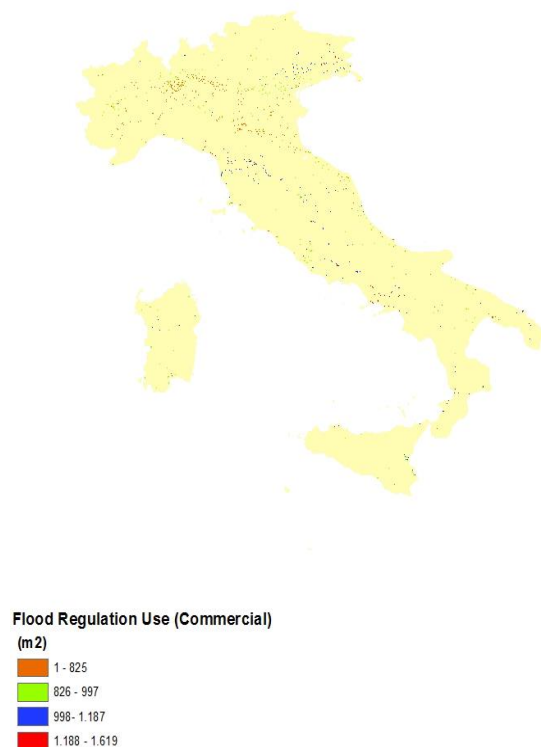 Flood Regulation Use (Commercial)
(m2)
1 - 825
826 - 997
998- 1.187
1.188 - 1.619